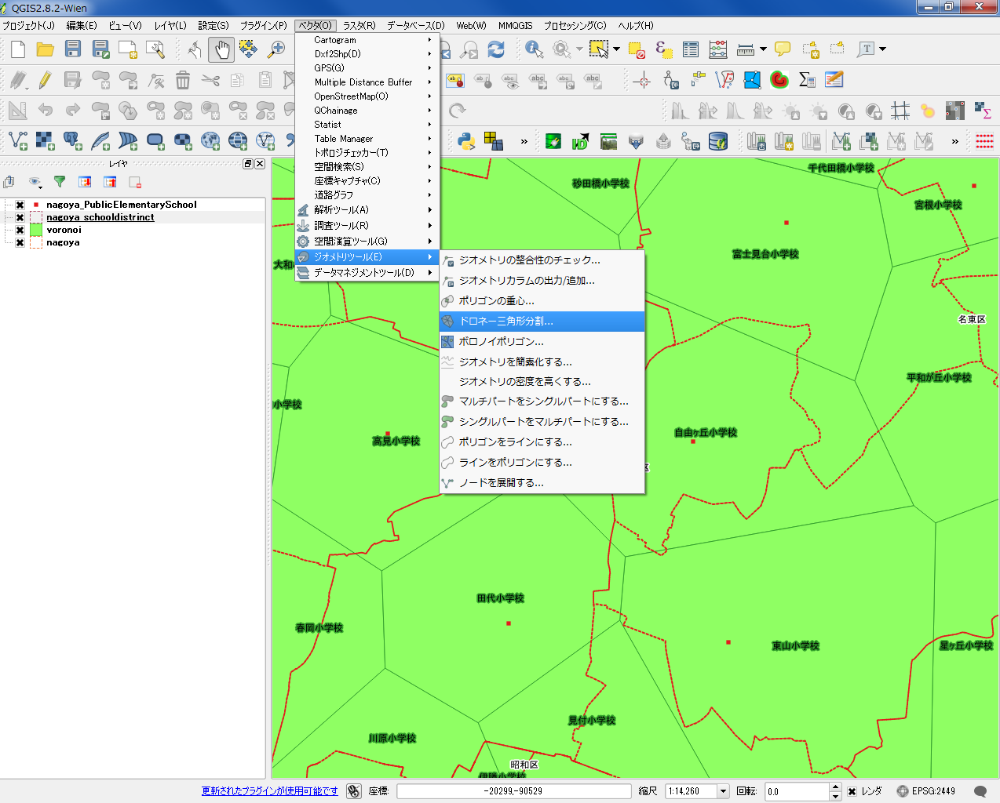 QGIS2.8.2-Wien
プロジェクト(J) 編集(E) ビュー(V) レイヤ(L) 設定(S) プラグイン(P) ベクタ(O) ラスタ(R) データベース(D) Web(W) MMQGIS プロセッシング(C) ヘルプ(H)
Cartogram
Dxf2Shp(D)
GPS(G)
Multiple Distance Buffer
OpenStreetMap(O)
QChainage
Statist
Table Manager
トポロジチェッカー(T)
空間検索(S)
座標キャプチャ(C)
道路グラフ
解析ツール(A)
調査ツール(R)
空間演算ツール(G)
ジオメトリツール(E)
データマネジメントツール(D)
ジオメトリの整合性のチェック...
ジオメトリカラムの出力/追加...
ポリゴンの重心...
ドロネー三角形分割...
ボロノイポリゴン...
ジオメトリを簡素化する...
ジオメトリの密度を高くする...
マルチパートをシングルパートにする...
シングルパートをマルチパートにする...
ポリゴンをラインにする...
ラインをポリゴンにする...
ノードを展開する...
レイヤ
nagoya_PublicElementarySchool
nagoya_schooldistrinct
voronoi
nagoya
千代田橋小学校
砂田橋小学校
宮根小学校
富士見台小学校
大和
名東区
平和が丘小学校
小学校
高見小学校
自由ヶ丘小学校
区
田代小学校
春岡小学校
東山小学校
星ヶ丘小学校
見付小学校
川原小学校
昭和区
伊勝小学校
更新されたプラグインが使用可能です 座標: -20299,-90529 縮尺 1:14,260 回転: 0.0 レンダ EPSG:2449